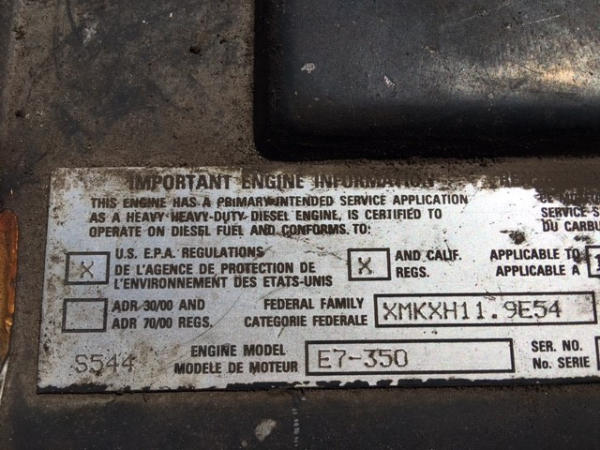 IMPORTANT ENGINE INFORMATION
THIS ENGINE HAS A PRIMARY INTENDED SERVICE APPLICATION
AS A HEAVY HEAVY-DUTY DIESEL ENGINE, IS CERTIFIED TO
OPERATE ON DIESEL FUEL AND CONFORMS. TO:
SERVICE S
DU CARBU
X U.S. E.P.A. REGULATIONS
DE L'AGENCE DE PROTECTION DE
L'ENVIRONNEMENT DES ETATS-UNIS
X AND CALIF.
REGS.
APPLICABLE TO
APPLICABLE A
ADR 30/00 AND
ADR 70/00 REGS.
FEDERAL FAMILY
CATEGORIE FEDERALE
XMKXH11.9E54
S544
ENGINE MODEL
MODELE DE MOTEUR
E7-350
SER. NO.
No. SERIE